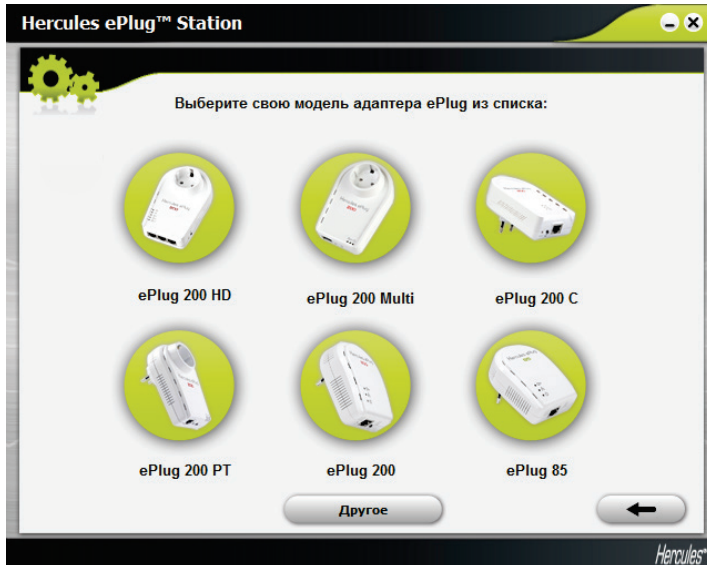 Hercules ePlug™ Station
Выберите свою модель адаптера ePlug из списка:
ePlug 200 HD
ePlug 200 Multi
ePlug 200 C
ePlug 200 PT
ePlug 200
ePlug 85
Другое
Hercules®